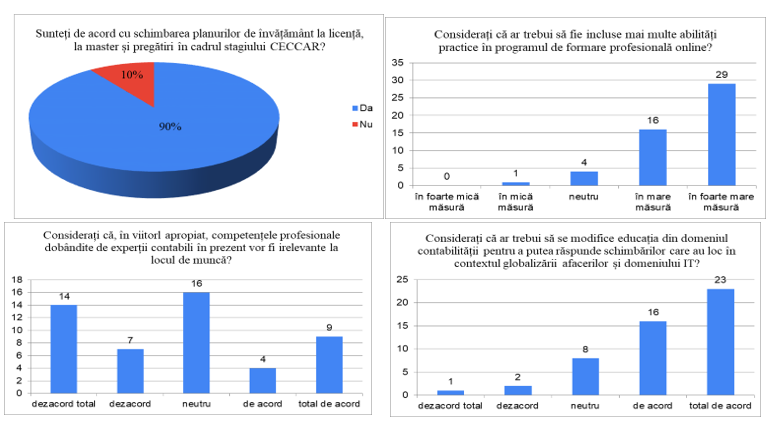 Sunteți de acord cu schimbarea planurilor de învățământ la licență,
la master și pregătiri în cadrul stagiului CECCAR?
10%
90%
Da
Nu
Considerați că ar trebui să fie incluse mai multe abilități
practice în programul de formare profesională online?
35
30
25
20
15
10
5
0
0
1
4
16
29
în foarte mică măsură
în mică măsură
neutru
în mare măsură
în foarte mare măsură
Considerați că, în viitorl apropiat, competențele profesionale
dobândite de experții contabili în prezent vor fi irelevante la
locul de muncă?
18
16
14
12
10
8
6
4
2
0
14
7
16
4
9
dezacord total
dezacord
neutru
de acord
total de acord
Considerați că ar trebui să se modifice educația din domeniul
contabilității pentru a putea răspunde schimbărilor care au loc în
contextul globalizării afacerilor și domeniului IT?
25
20
15
10
5
0
1
2
8
16
23
dezacord total
dezacord
neutru
de acord
total de acord